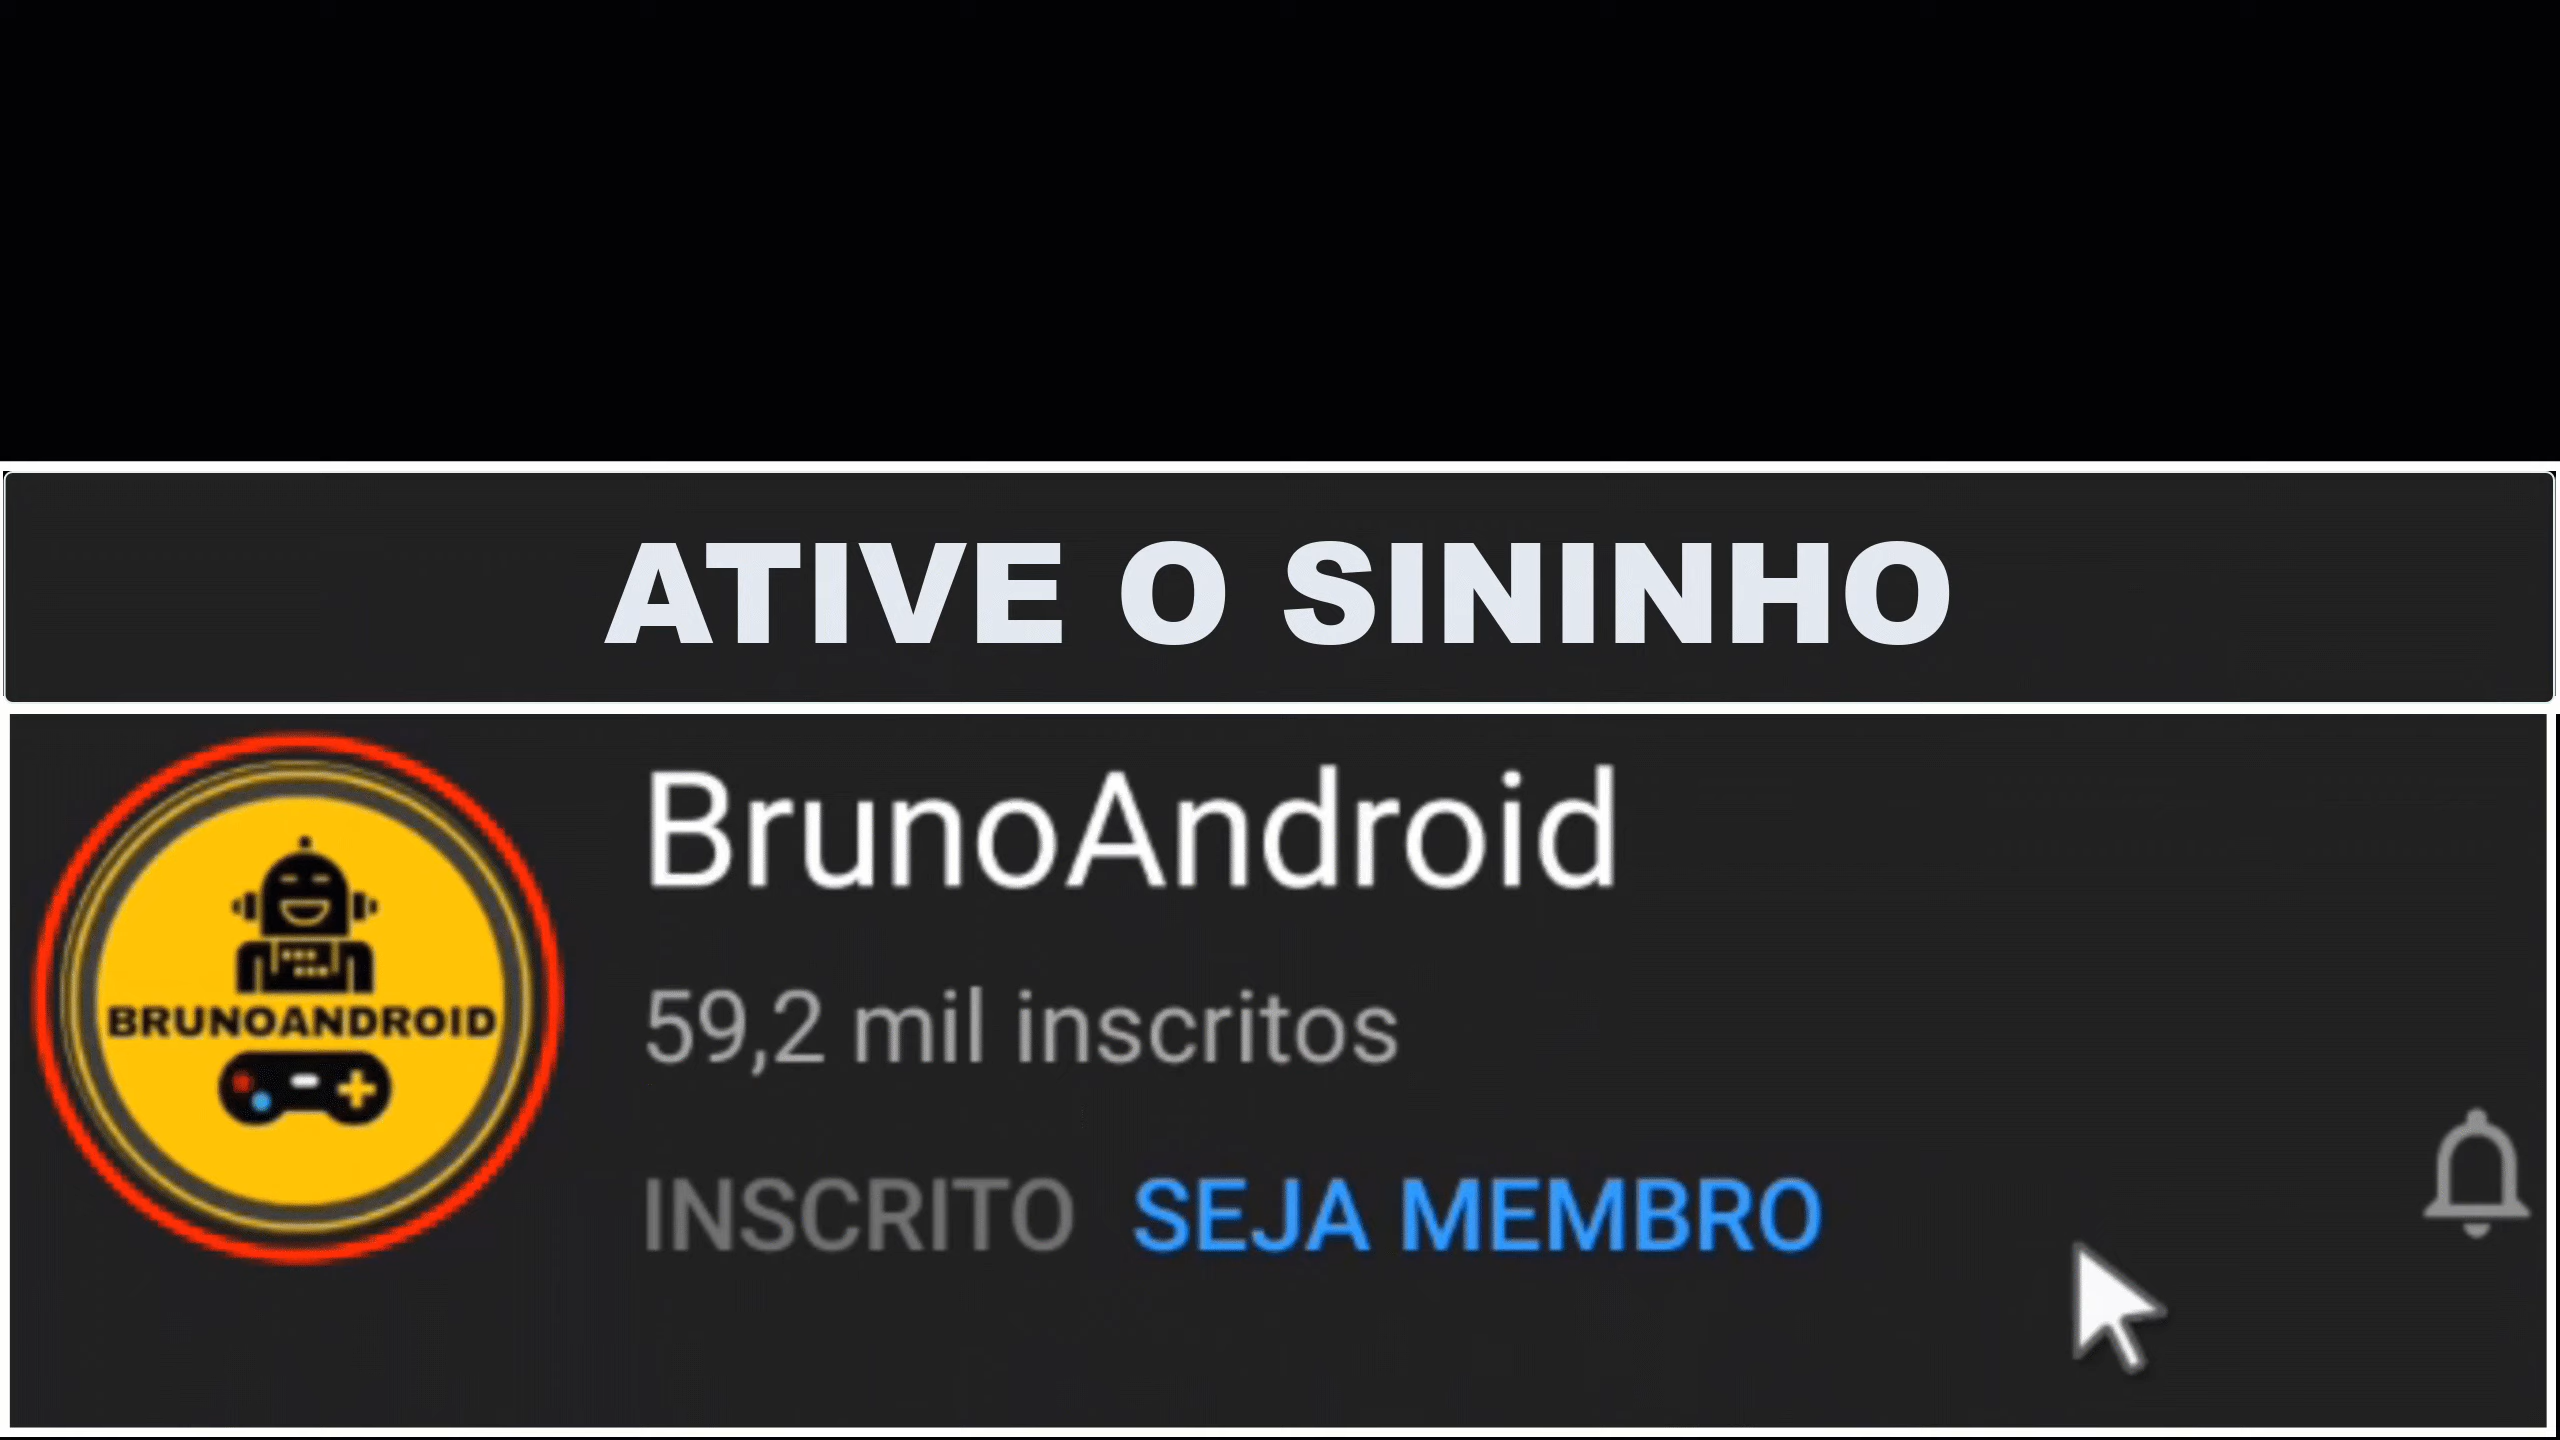 ATIVE O SININHO
BrunoAndroid
BRUNOANDROID
59,2 mil inscritos
INSCRITO SEJA MEMBRO